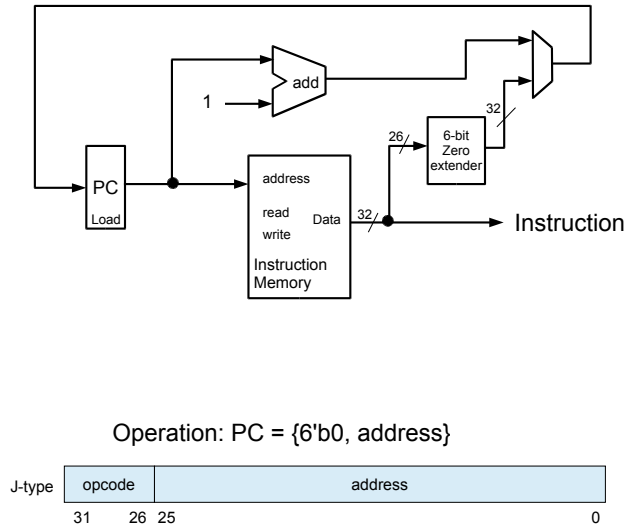 add
1
32
26
6-bit
Zero
extender
PC
Load
address
read
write
Data
32
Instruction
Memory
Instruction
Operation: PC = {6'b0, address}
J-type
opcode
address
31
26
25
0